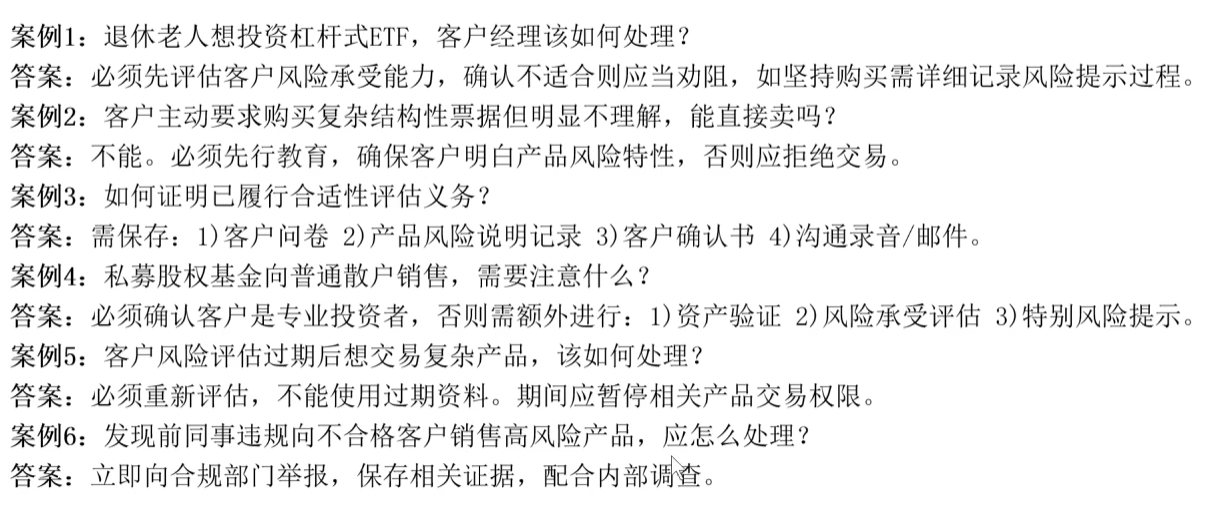 案例1：退休老人想投资杠杆式ETF，客户经理该如何处理？
答案：必须先评估客户风险承受能力，确认不适合则应当劝阻，如坚持购买需详细记录风险提示过程。
案例2：客户主动要求购买复杂结构性票据但明显不理解，能直接卖吗？
答案：不能。必须先行教育，确保客户明白产品风险特性，否则应拒绝交易。
案例3：如何证明已履行合适性评估义务？
答案：需保存：1)客户问卷 2)产品风险说明记录 3)客户确认书 4)沟通录音/邮件。
案例4：私募股权基金向普通散户销售，需要注意什么？
答案：必须确认客户是专业投资者，否则需额外进行：1)资产验证 2)风险承受评估 3)特别风险提示。
案例5：客户风险评估过期后想交易复杂产品，该如何处理？
答案：必须重新评估，不能使用过期资料。期间应暂停相关产品交易权限。
案例6：发现前同事违规向不合格客户销售高风险产品，应怎么处理？
答案：立即向合规部门举报，保存相关证据，配合内部调查。